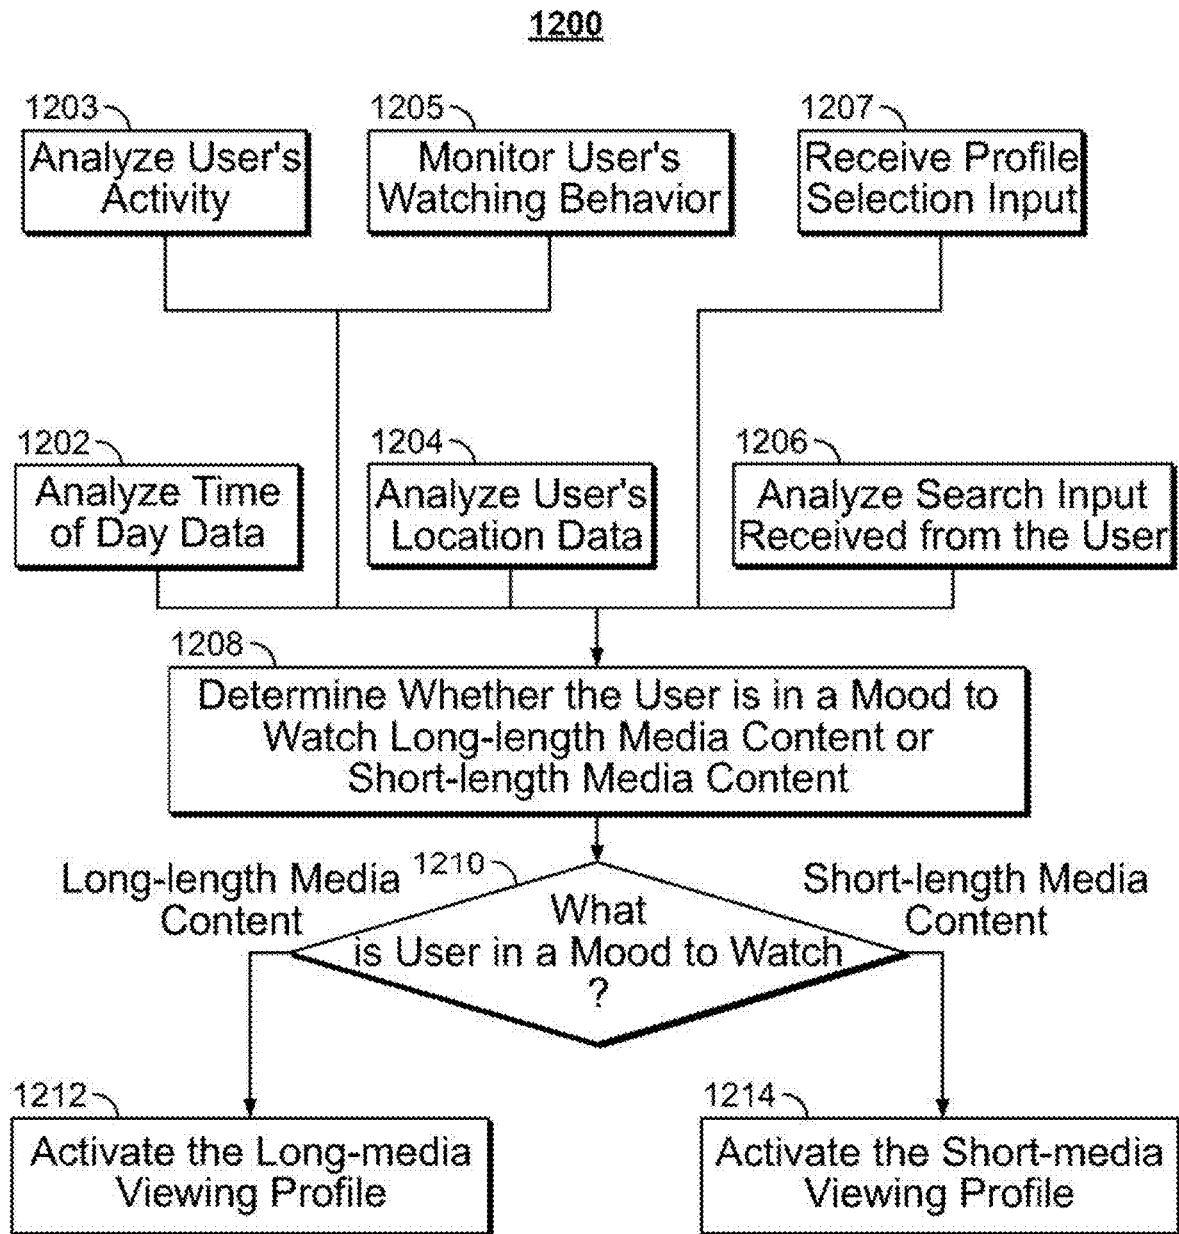 1200
1203
Analyze User's
Activity
1205
Monitor User's
Watching Behavior
1207
Receive Profile
Selection Input
1202
Analyze Time
of Day Data
1204
Analyze User's
Location Data
1206
Analyze Search Input
Received from the User
1208
Determine Whether the User is in a Mood to
Watch Long-length Media Content or
Short-length Media Content
Long-length Media
Content
1210
What
is User in a Mood to Watch
?
Short-length Media
Content
1212
Activate the Long-media
Viewing Profile
1214
Activate the Short-media
Viewing Profile